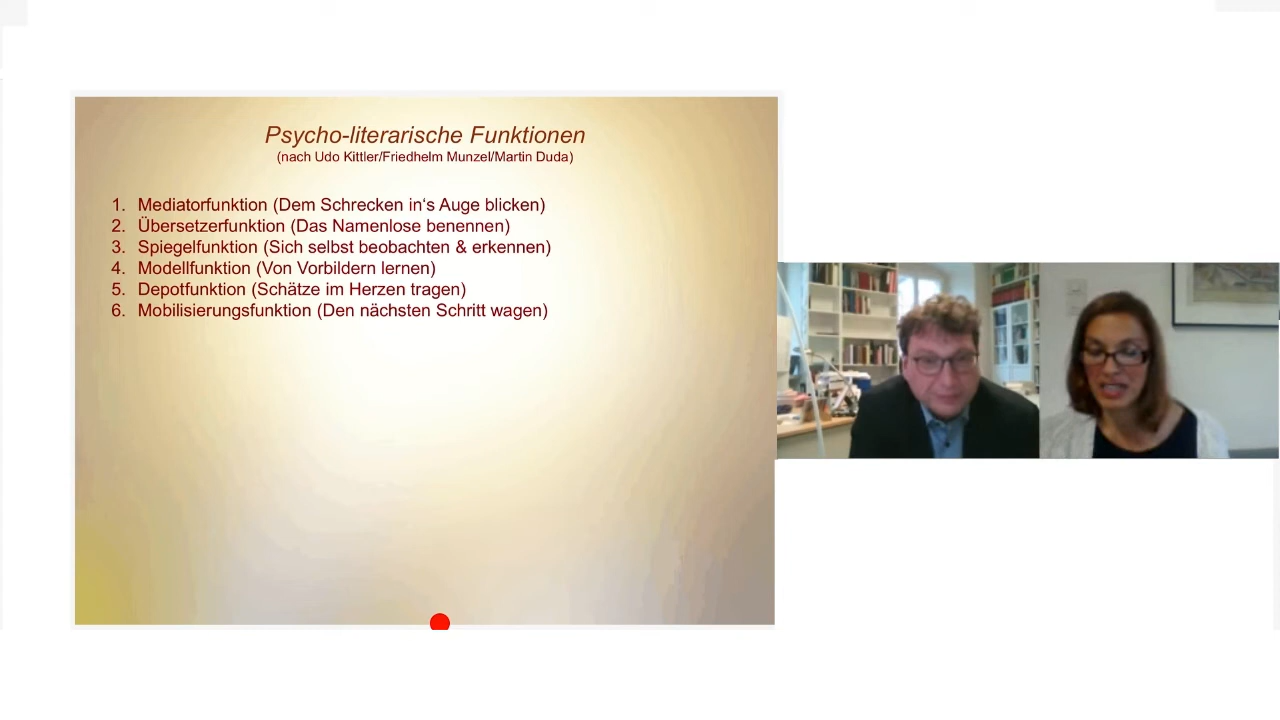 Psycho-literarische Funktionen
(nach Udo Kittler/Friedhelm Munzel/Martin Duda)
1. Mediatorfunktion (Dem Schrecken in‘s Auge blicken)
2. Übersetzerfunktion (Das Namenlose benennen)
3. Spiegelfunktion (Sich selbst beobachten & erkennen)
4. Modellfunktion (Von Vorbildern lernen)
5. Depotfunktion (Schätze im Herzen tragen)
6. Mobilisierungsfunktion (Den nächsten Schritt wagen)